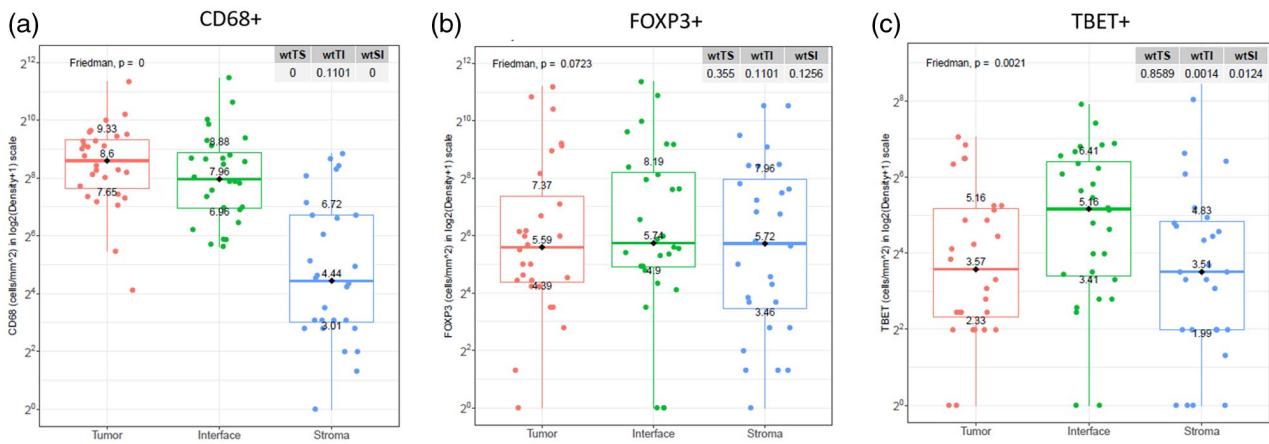 (a) CD68+
wtTS wtTI wtSI
0 0.1101 0
Friedman, p = 0
CD68 (cells/mm^2) in log2(Density+1) scale
2^12
2^10
2^8
2^6
2^4
2^2
2^0
9.33
8.6
7.65
8.88
7.96
6.96
6.72
4.44
3.01
Tumor Interface Stroma
(b) FOXP3+
wtTS wtTI wtSI
0.355 0.1101 0.1256
Friedman, p = 0.0723
FOXP3 (cells/mm^2) in log2(Density+1) scale
2^12
2^10
2^8
2^6
2^4
2^2
2^0
7.37
5.59
4.39
8.19
5.74
4.9
7.96
5.72
3.46
Tumor Interface Stroma
(c) TBET+
wtTS wtTI wtSI
0.8589 0.0014 0.0124
Friedman, p = 0.0021
TBET (cells/mm^2) in log2(Density+1) scale
2^8
2^6
2^4
2^2
2^0
5.16
3.57
2.33
6.41
5.16
3.41
4.83
3.51
1.99
Tumor Interface Stroma